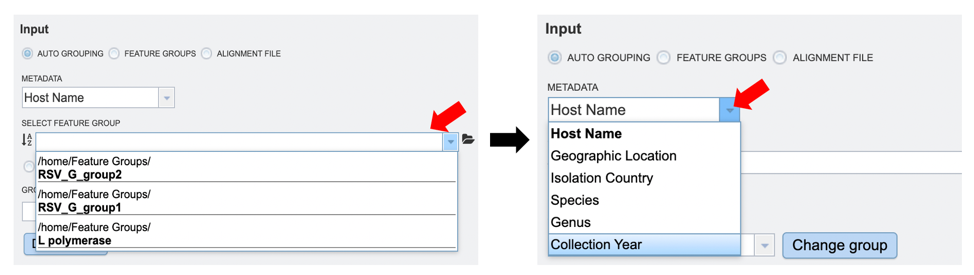 Input
AUTO GROUPING FEATURE GROUPS ALIGNMENT FILE
METADATA
Host Name
SELECT FEATURE GROUP
/home/Feature Groups/
RSV_G_group2
/home/Feature Groups/
RSV_G_group1
/home/Feature Groups/
L polymerase
Input
AUTO GROUPING FEATURE GROUPS ALIGNMENT FILE
METADATA
Host Name
Host Name
Geographic Location
Isolation Country
Species
Genus
Collection Year
Change group